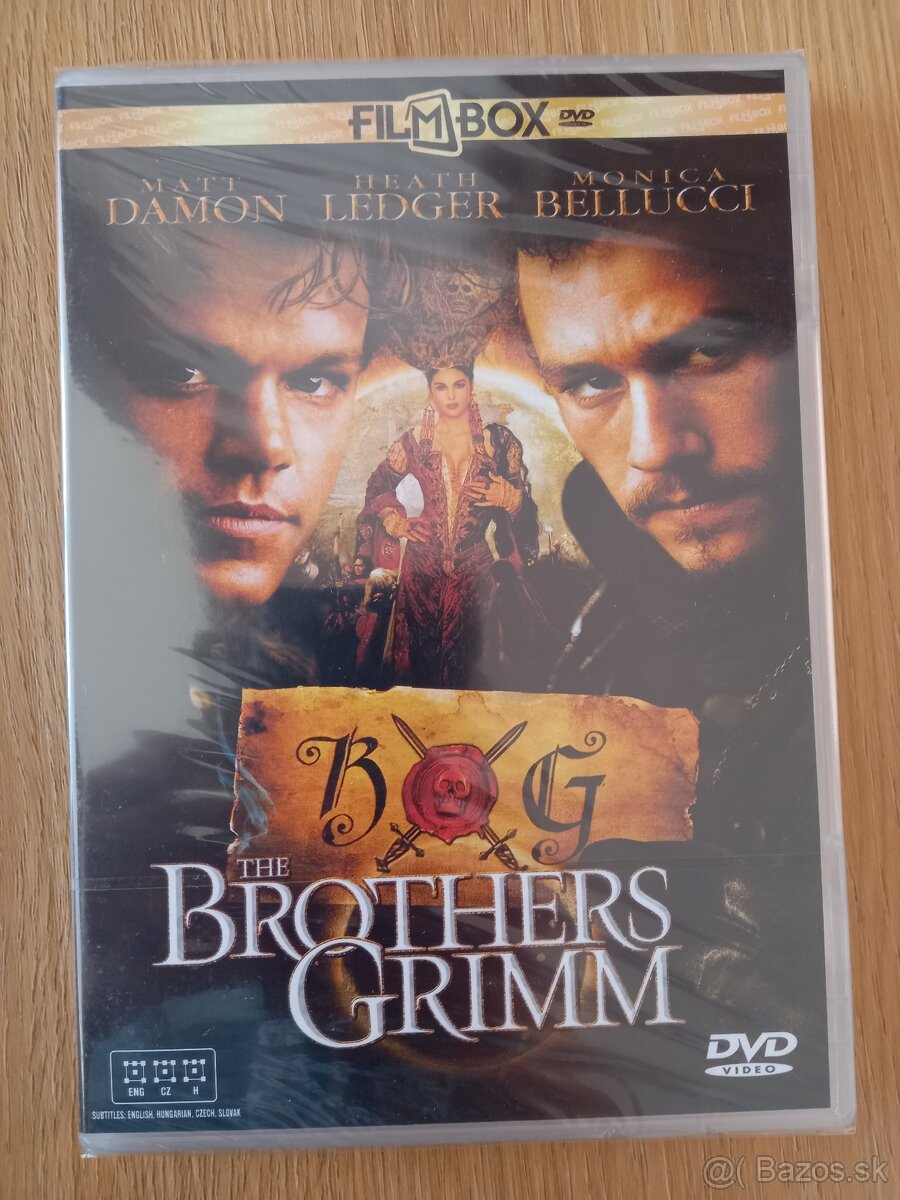 FILMBOX DVD
MATT
DAMON
HEATH
LEDGER
MONICA
BELLUCCI
B G
THE
BROTHERS
GRIMM
ENG CZ H
SUBTITLES: ENGLISH, HUNGARIAN, CZECH, SLOVAK
DVD
VIDEO
@( Bazos.sk